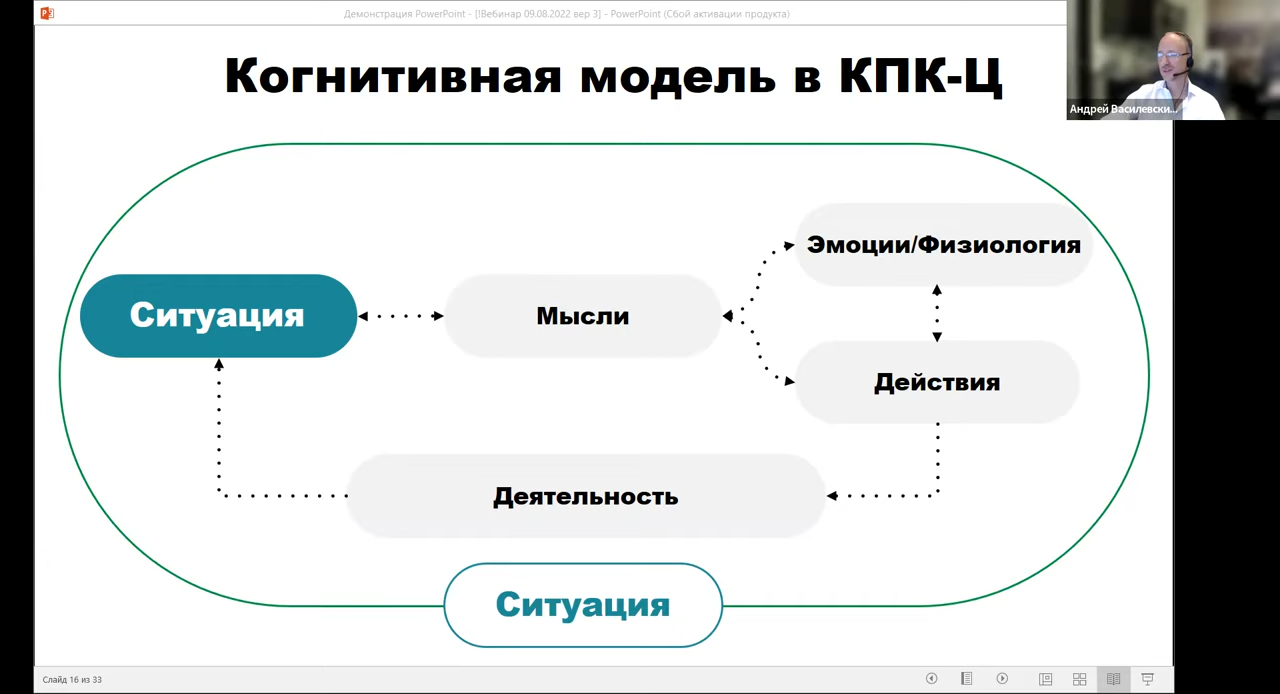 Демонстрация PowerPoint - [!Вебинар 09.08.2022 вер 3] - PowerPoint (Сбой активации продукта)
Андрей Василевски...
Когнитивная модель в КПК-Ц
Эмоции/Физиология
Ситуация
Мысли
Действия
Деятельность
Ситуация
Слайд 16 из 33